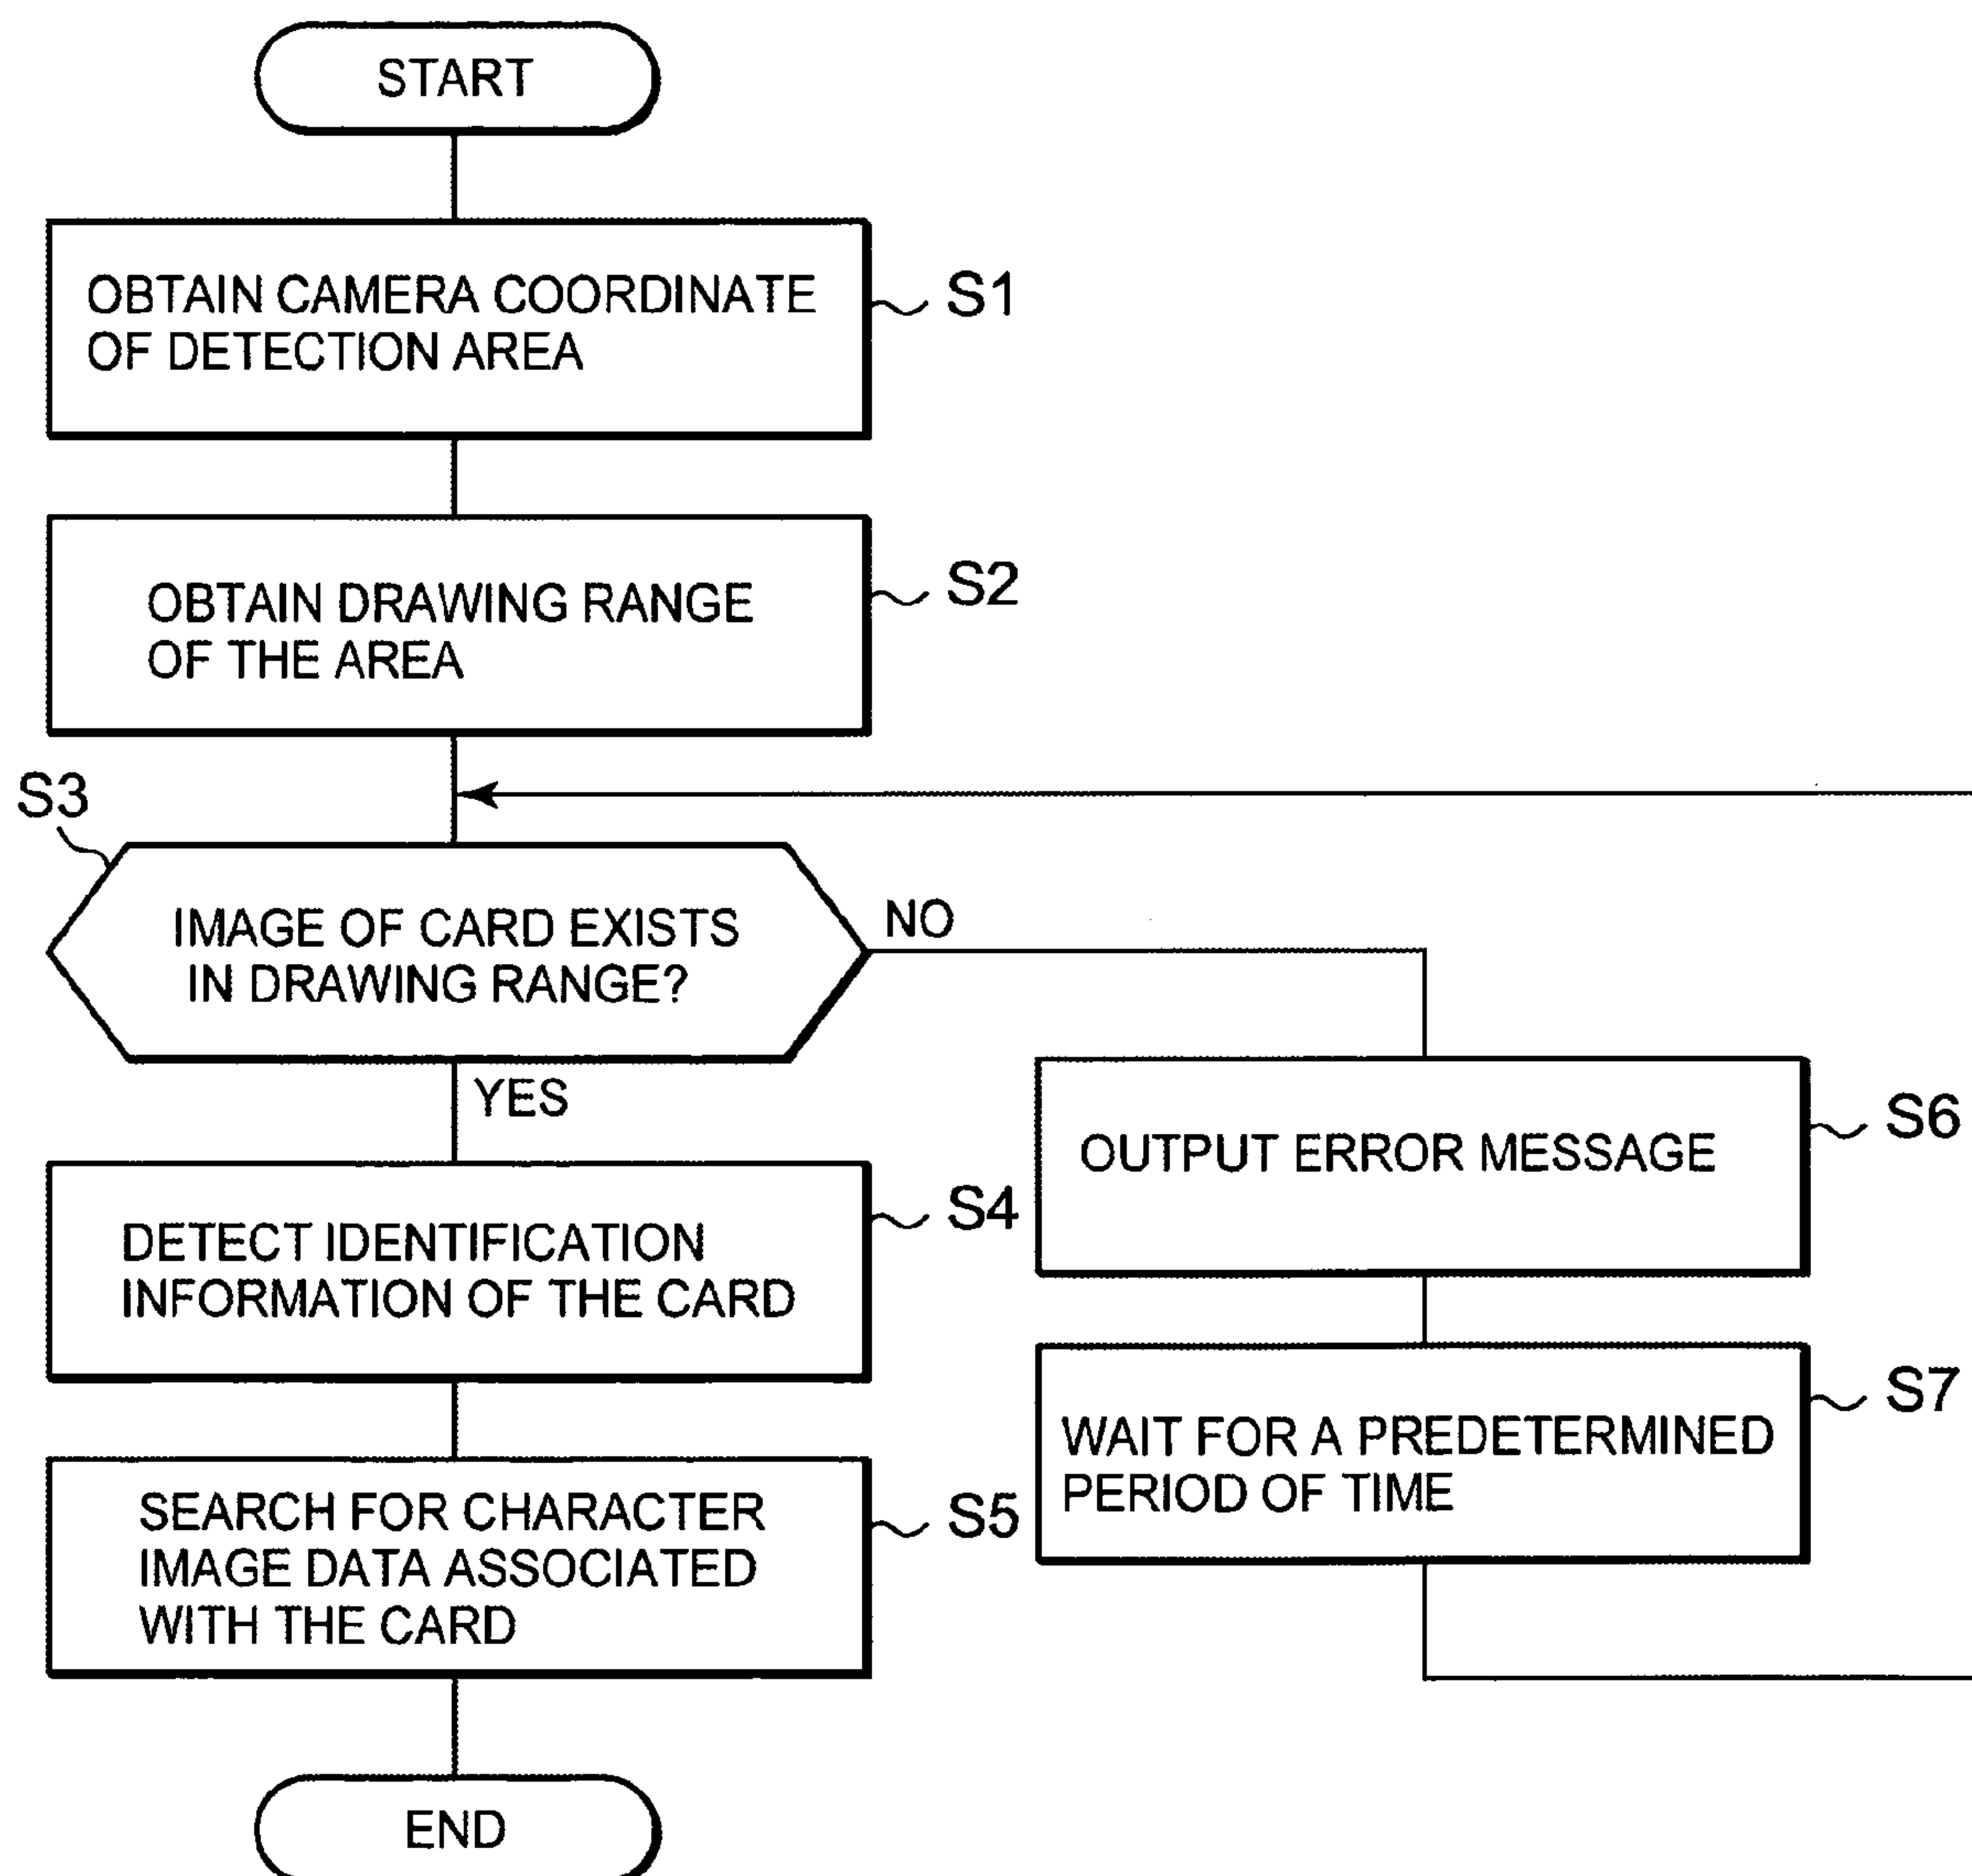 START
OBTAIN CAMERA COORDINATE
OF DETECTION AREA
S1
OBTAIN DRAWING RANGE
OF THE AREA
S2
S3
IMAGE OF CARD EXISTS
IN DRAWING RANGE?
NO
YES
DETECT IDENTIFICATION
INFORMATION OF THE CARD
S4
SEARCH FOR CHARACTER
IMAGE DATA ASSOCIATED
WITH THE CARD
S5
OUTPUT ERROR MESSAGE
S6
WAIT FOR A PREDETERMINED
PERIOD OF TIME
S7
END